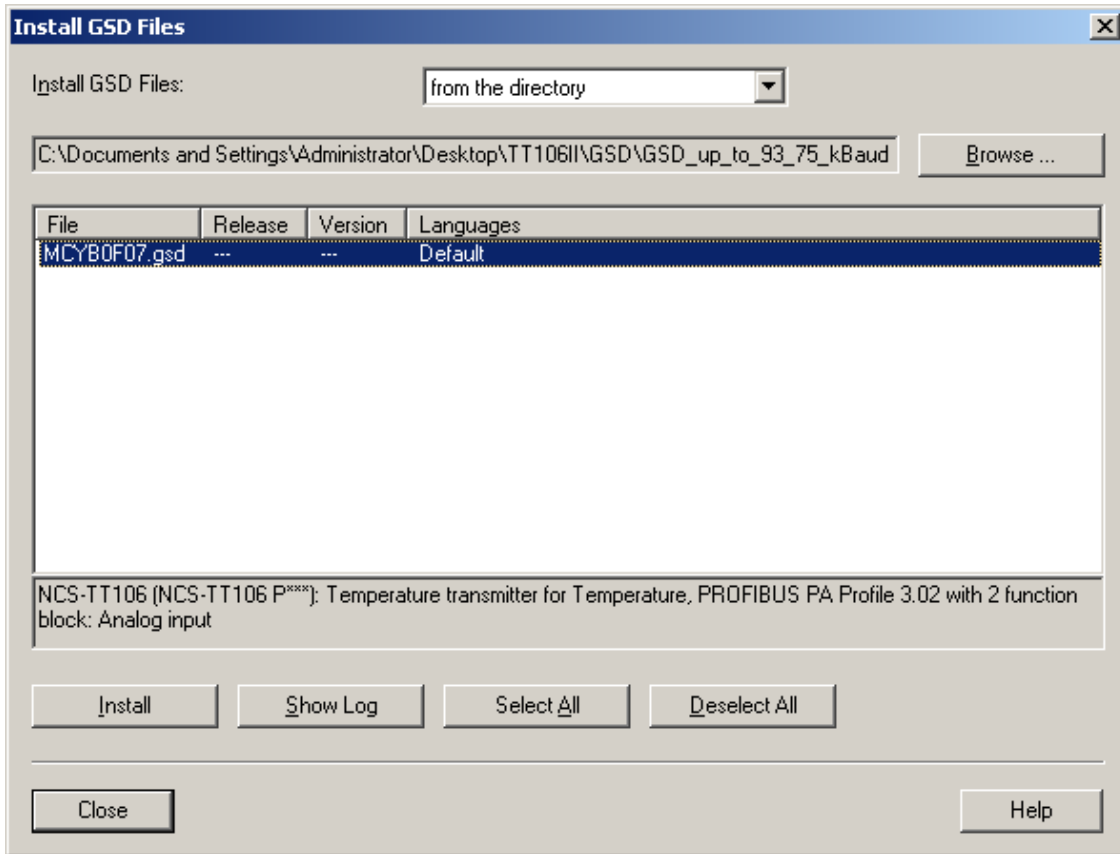 Install GSD Files
Install GSD Files:
from the directory
C:\Documents and Settings\Administrator\Desktop\TT106II\GSD\GSD_up_to_93_75_kBaud
Browse ...
File Release Version Languages
MCYB0F07.gsd --- --- Default
NCS-TT106 (NCS-TT106 P***): Temperature transmitter for Temperature, PROFIBUS PA Profile 3.02 with 2 function
block: Analog input
Install Show Log Select All Deselect All
Close Help